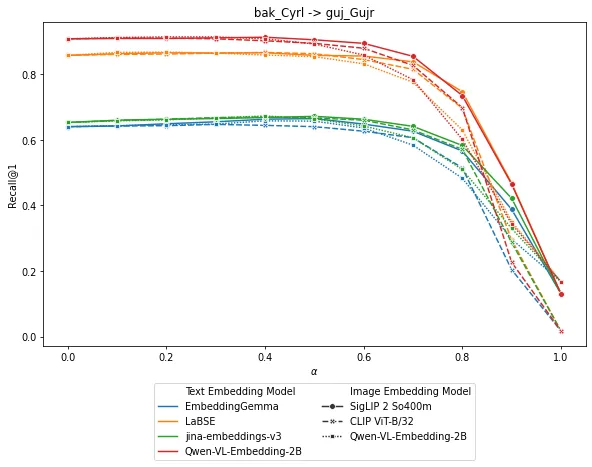 bak_Cyrl -> guj_Gujr
Recall@1
0.8
0.6
0.4
0.2
0.0
0.0 0.2 0.4 0.6 0.8 1.0
α
Text Embedding Model Image Embedding Model
EmbeddingGemma SigLIP 2 So400m
LaBSE CLIP ViT-B/32
jina-embeddings-v3 Qwen-VL-Embedding-2B
Qwen-VL-Embedding-2B